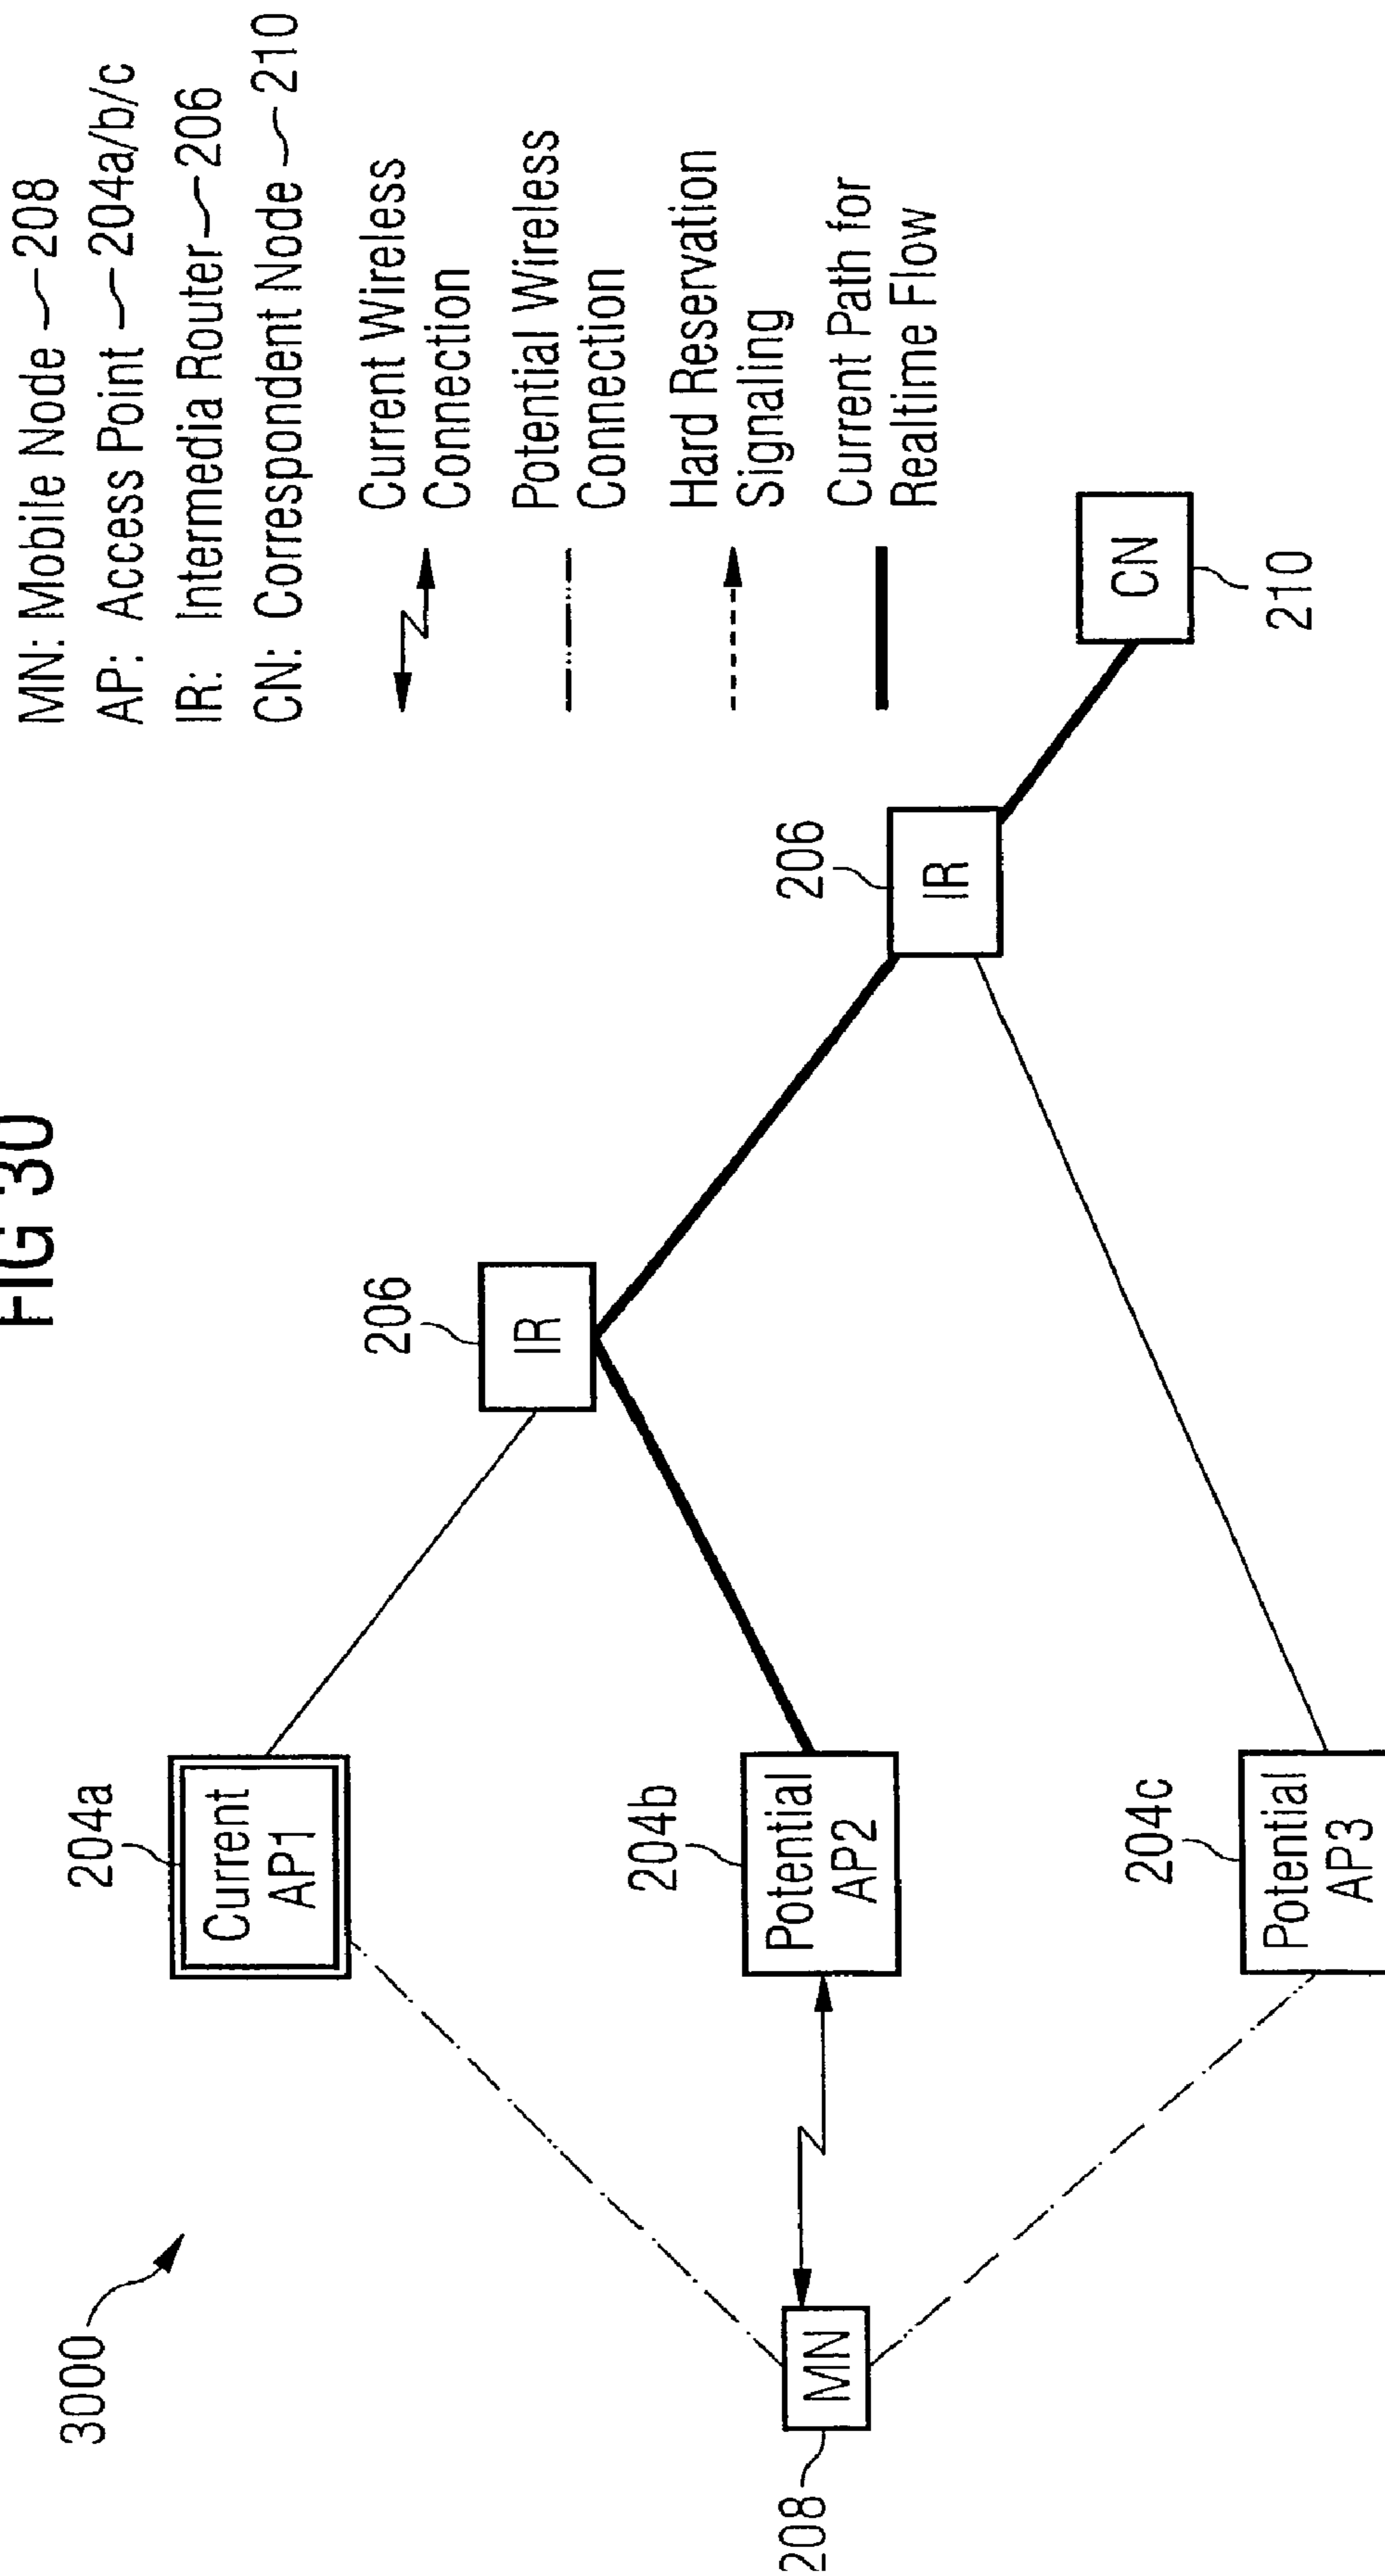 FIG 30
3000
MN: Mobile Node 208
AP: Access Point 204a/b/c
IR: Intermedia Router 206
CN: Correspondent Node 210
Current Wireless
Connection
Potential Wireless
Connection
Hard Reservation
Signaling
Current Path for
Realtime Flow
204a
Current
AP1
206
IR
208
MN
204b
Potential
AP2
206
IR
204c
Potential
AP3
CN
210